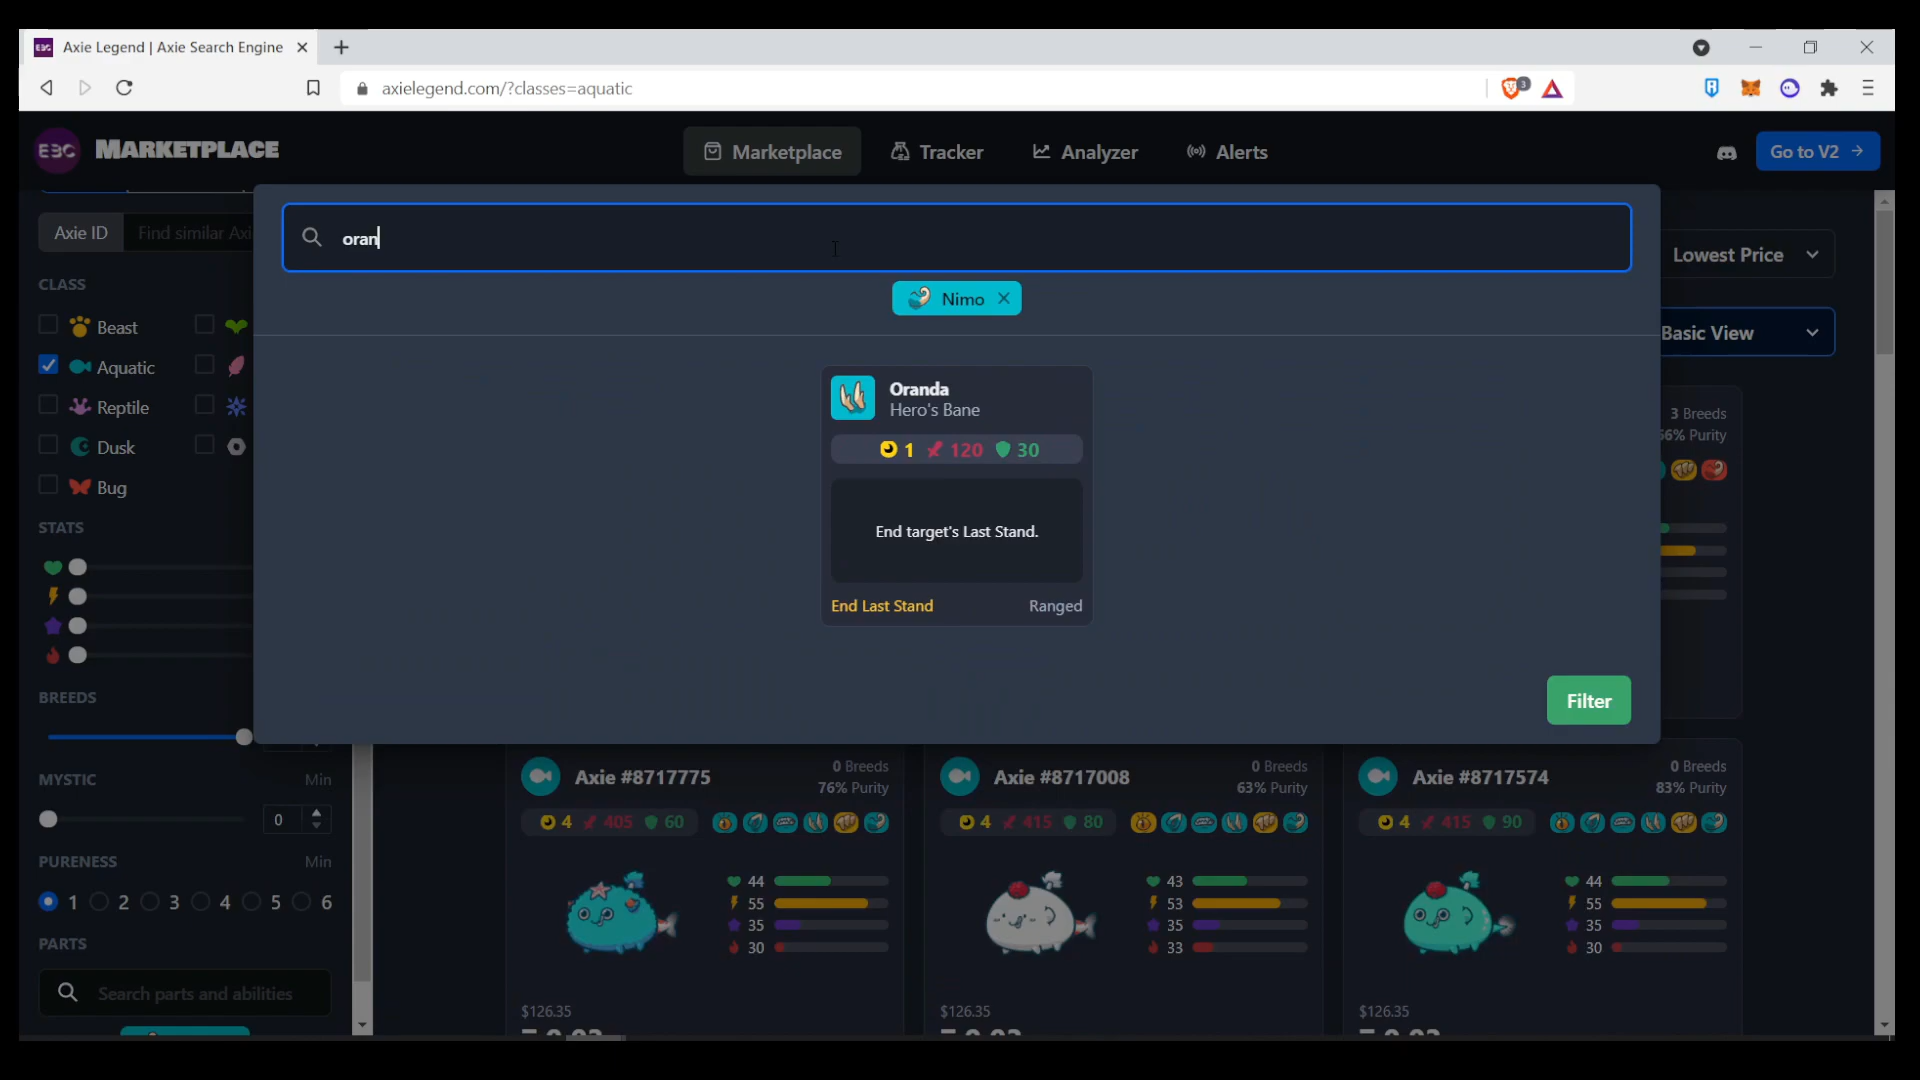 EBG Axie Legend | Axie Search Engine
axielegend.com/?classes=aquatic
3
EBG MARKETPLACE
Marketplace
Tracker
Analyzer
Alerts
Go to V2
Axie ID
Find similar Axi
oran
Nimo
Lowest Price
Basic View
CLASS
Beast
Aquatic
Reptile
Dusk
Bug
STATS
BREEDS
MYSTIC Min
0
PURENESS Min
1 2 3 4 5 6
PARTS
Search parts and abilities
Oranda
Hero's Bane
1 120 30
End target's Last Stand.
End Last Stand Ranged
Filter
3 Breeds
66% Purity
Axie #8717775
0 Breeds
76% Purity
4 405 60
44
55
35
30
$126.35
Axie #8717008
0 Breeds
63% Purity
4 415 80
43
53
35
33
$126.35
Axie #8717574
0 Breeds
83% Purity
4 415 90
44
55
35
30
$126.35